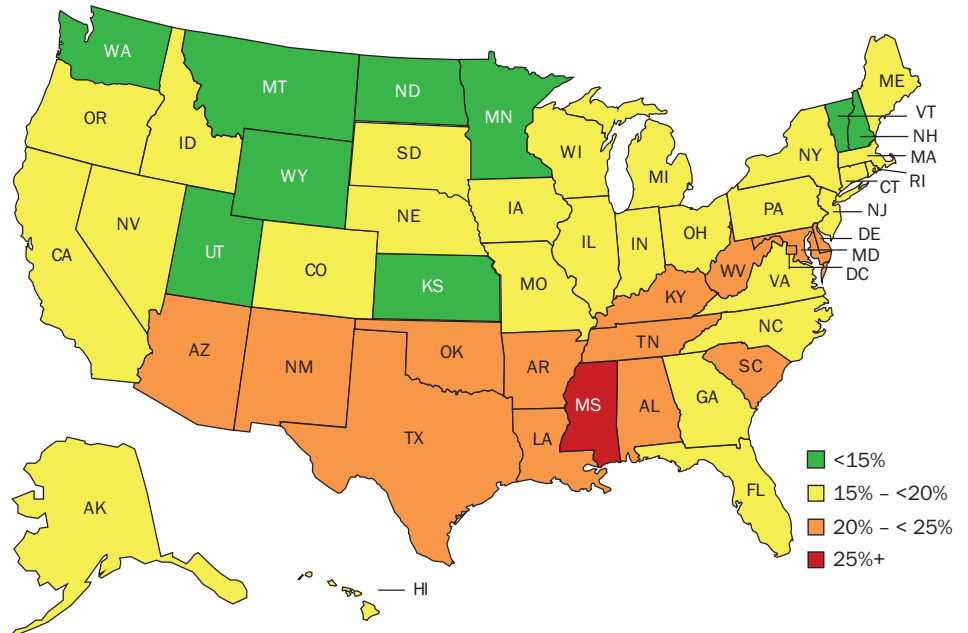 WA
MT
ND
MN
ME
VT
NH
MA
RI
CT
NJ
DE
MD
DC
OR
ID
WY
SD
WI
MI
NY
NV
UT
NE
IA
IL
IN
OH
PA
CA
CO
KS
MO
KY
WV
VA
AZ
NM
OK
AR
TN
NC
SC
TX
LA
MS
AL
GA
FL
AK
HI
<15%
15% – <20%
20% – < 25%
25%+